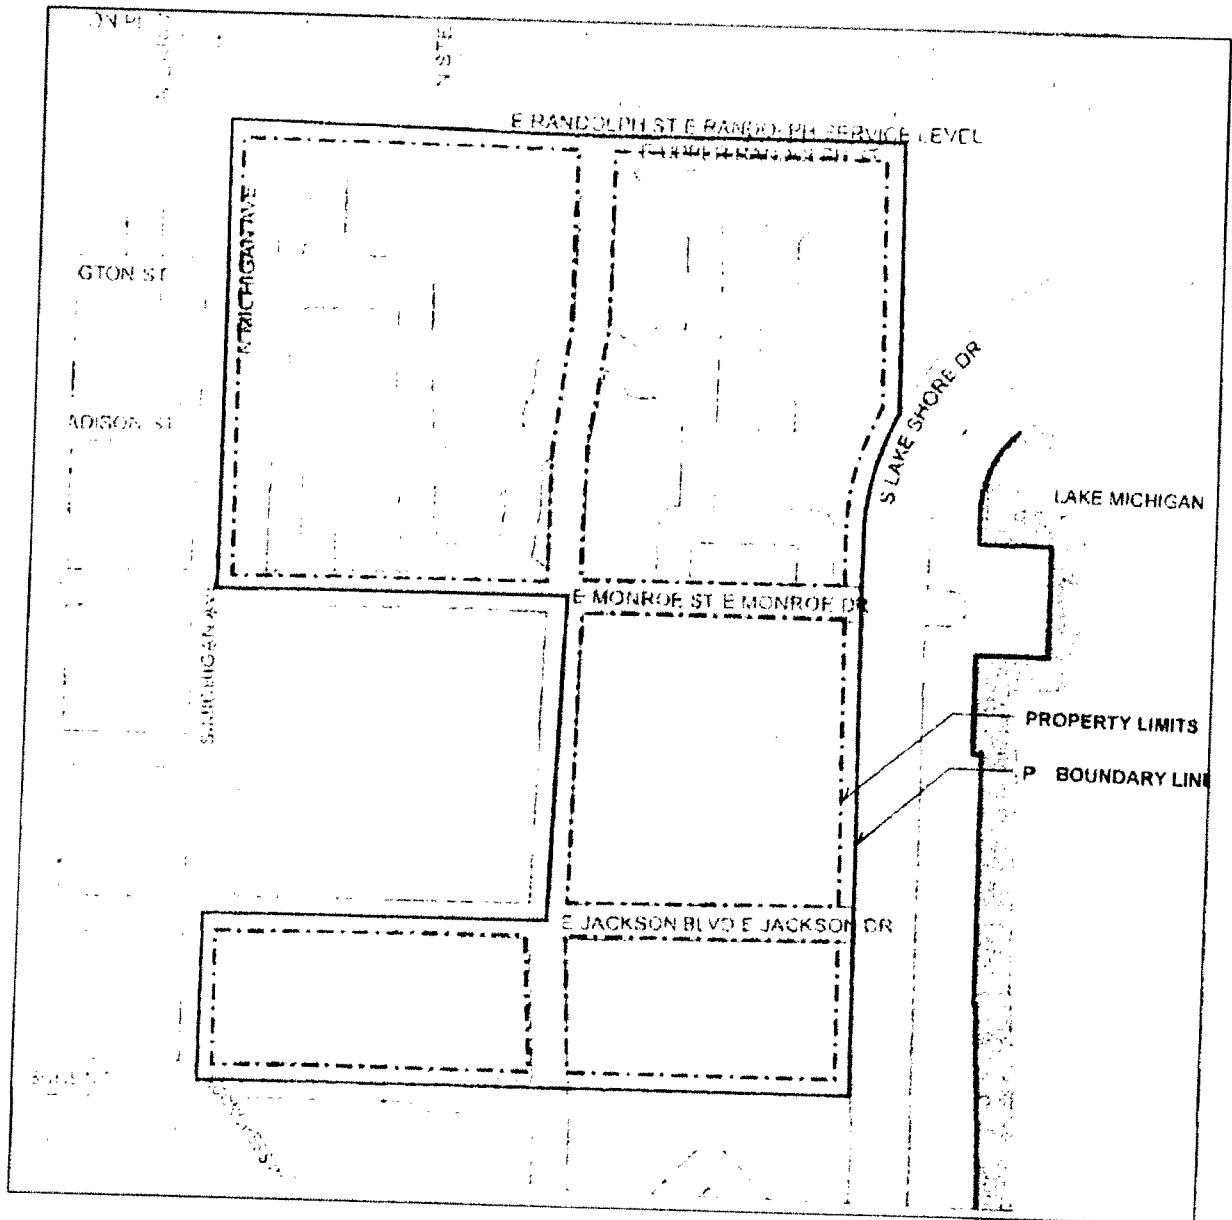 E RANDOLPH ST E RANDOLPH SERVICE LEVEL
N MICHIGAN AVE
GTON ST
ADISON ST
S LAKE SHORE DR
LAKE MICHIGAN
E MONROE ST E MONROE DR
S MICHIGAN AV
PROPERTY LIMITS
P BOUNDARY LINE
E JACKSON BLVD E JACKSON DR